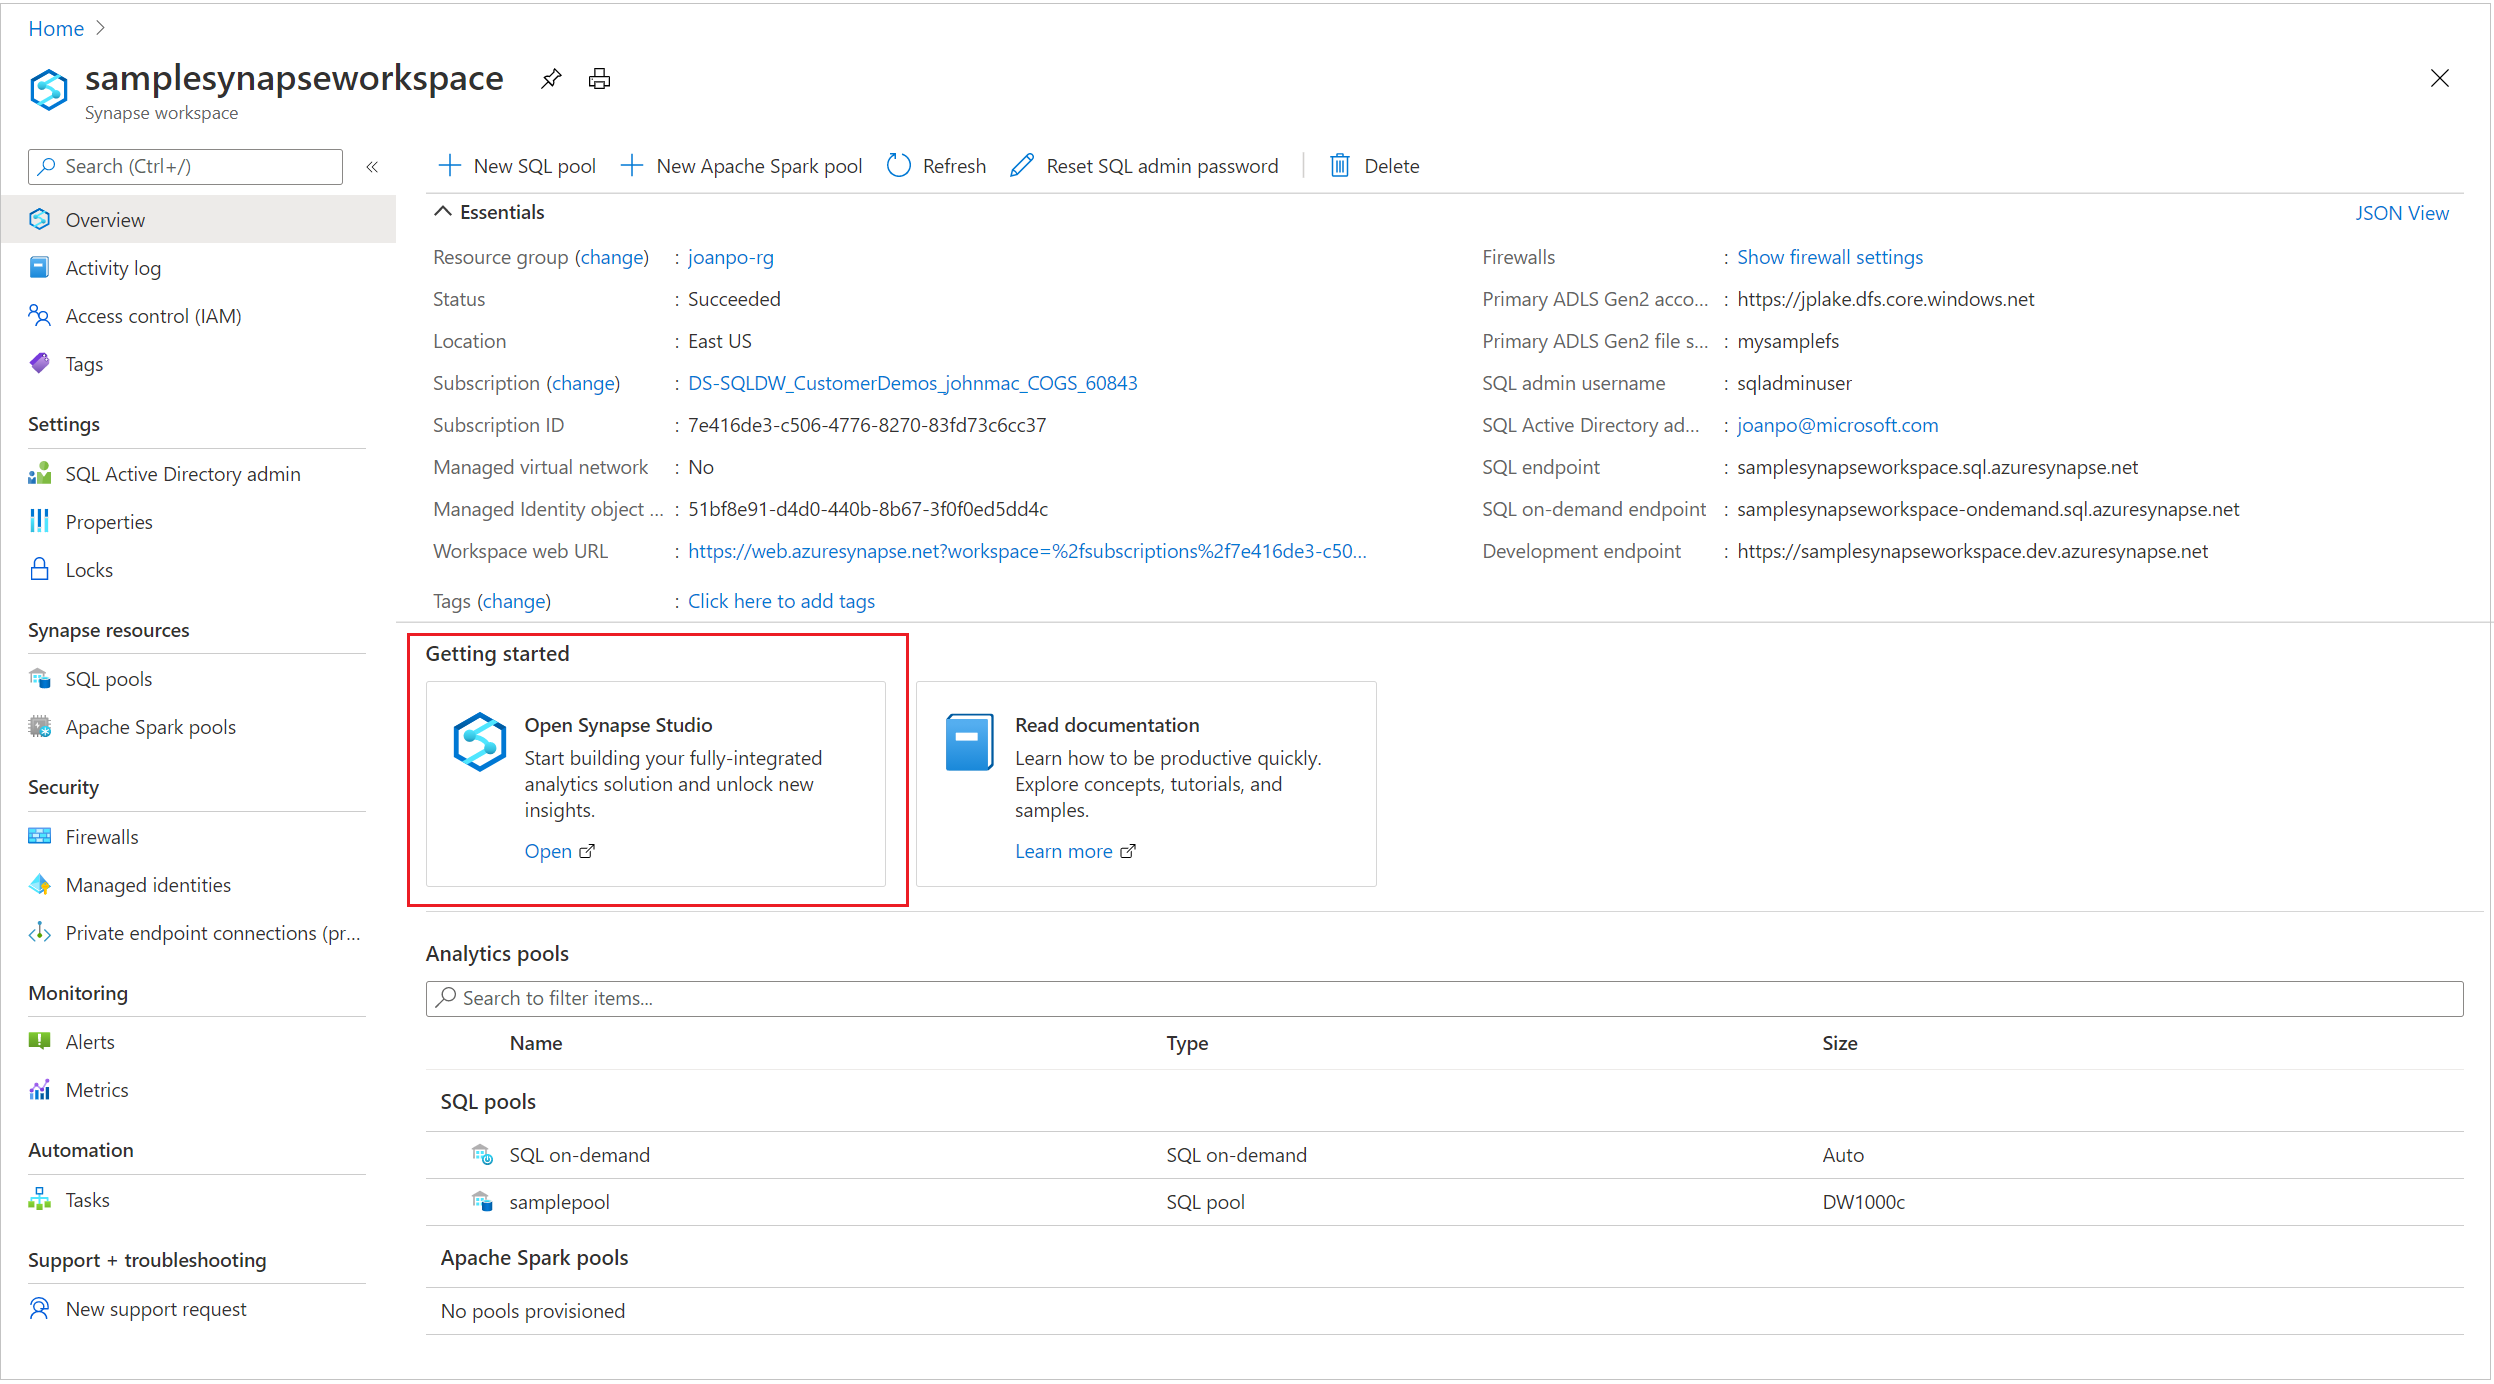 Home
samplesynapseworkspace
Synapse workspace
Search (Ctrl+/)
New SQL pool
New Apache Spark pool
Refresh
Reset SQL admin password
Delete
Overview
Activity log
Access control (IAM)
Tags
Settings
SQL Active Directory admin
Properties
Locks
Synapse resources
SQL pools
Apache Spark pools
Security
Firewalls
Managed identities
Private endpoint connections (pr...
Monitoring
Alerts
Metrics
Automation
Tasks
Support + troubleshooting
New support request
Essentials
JSON View
Resource group (change) : joanpo-rg
Status : Succeeded
Location : East US
Subscription (change) : DS-SQLDW_CustomerDemos_johnmac_COGS_60843
Subscription ID : 7e416de3-c506-4776-8270-83fd73c6cc37
Managed virtual network : No
Managed Identity object ... : 51bf8e91-d4d0-440b-8b67-3f0f0ed5dd4c
Workspace web URL : https://web.azuresynapse.net?workspace=%2fsubscriptions%2f7e416de3-c50...
Tags (change) : Click here to add tags
Firewalls : Show firewall settings
Primary ADLS Gen2 acco... : https://jplake.dfs.core.windows.net
Primary ADLS Gen2 file s... : mysamplefs
SQL admin username : sqladminuser
SQL Active Directory ad... : joanpo@microsoft.com
SQL endpoint : samplesynapseworkspace.sql.azuresynapse.net
SQL on-demand endpoint : samplesynapseworkspace-ondemand.sql.azuresynapse.net
Development endpoint : https://samplesynapseworkspace.dev.azuresynapse.net
Getting started
Open Synapse Studio
Start building your fully-integrated
analytics solution and unlock new
insights.
Open
Read documentation
Learn how to be productive quickly.
Explore concepts, tutorials, and
samples.
Learn more
Analytics pools
Search to filter items...
Name Type Size
SQL pools
SQL on-demand SQL on-demand Auto
samplepool SQL pool DW1000c
Apache Spark pools
No pools provisioned